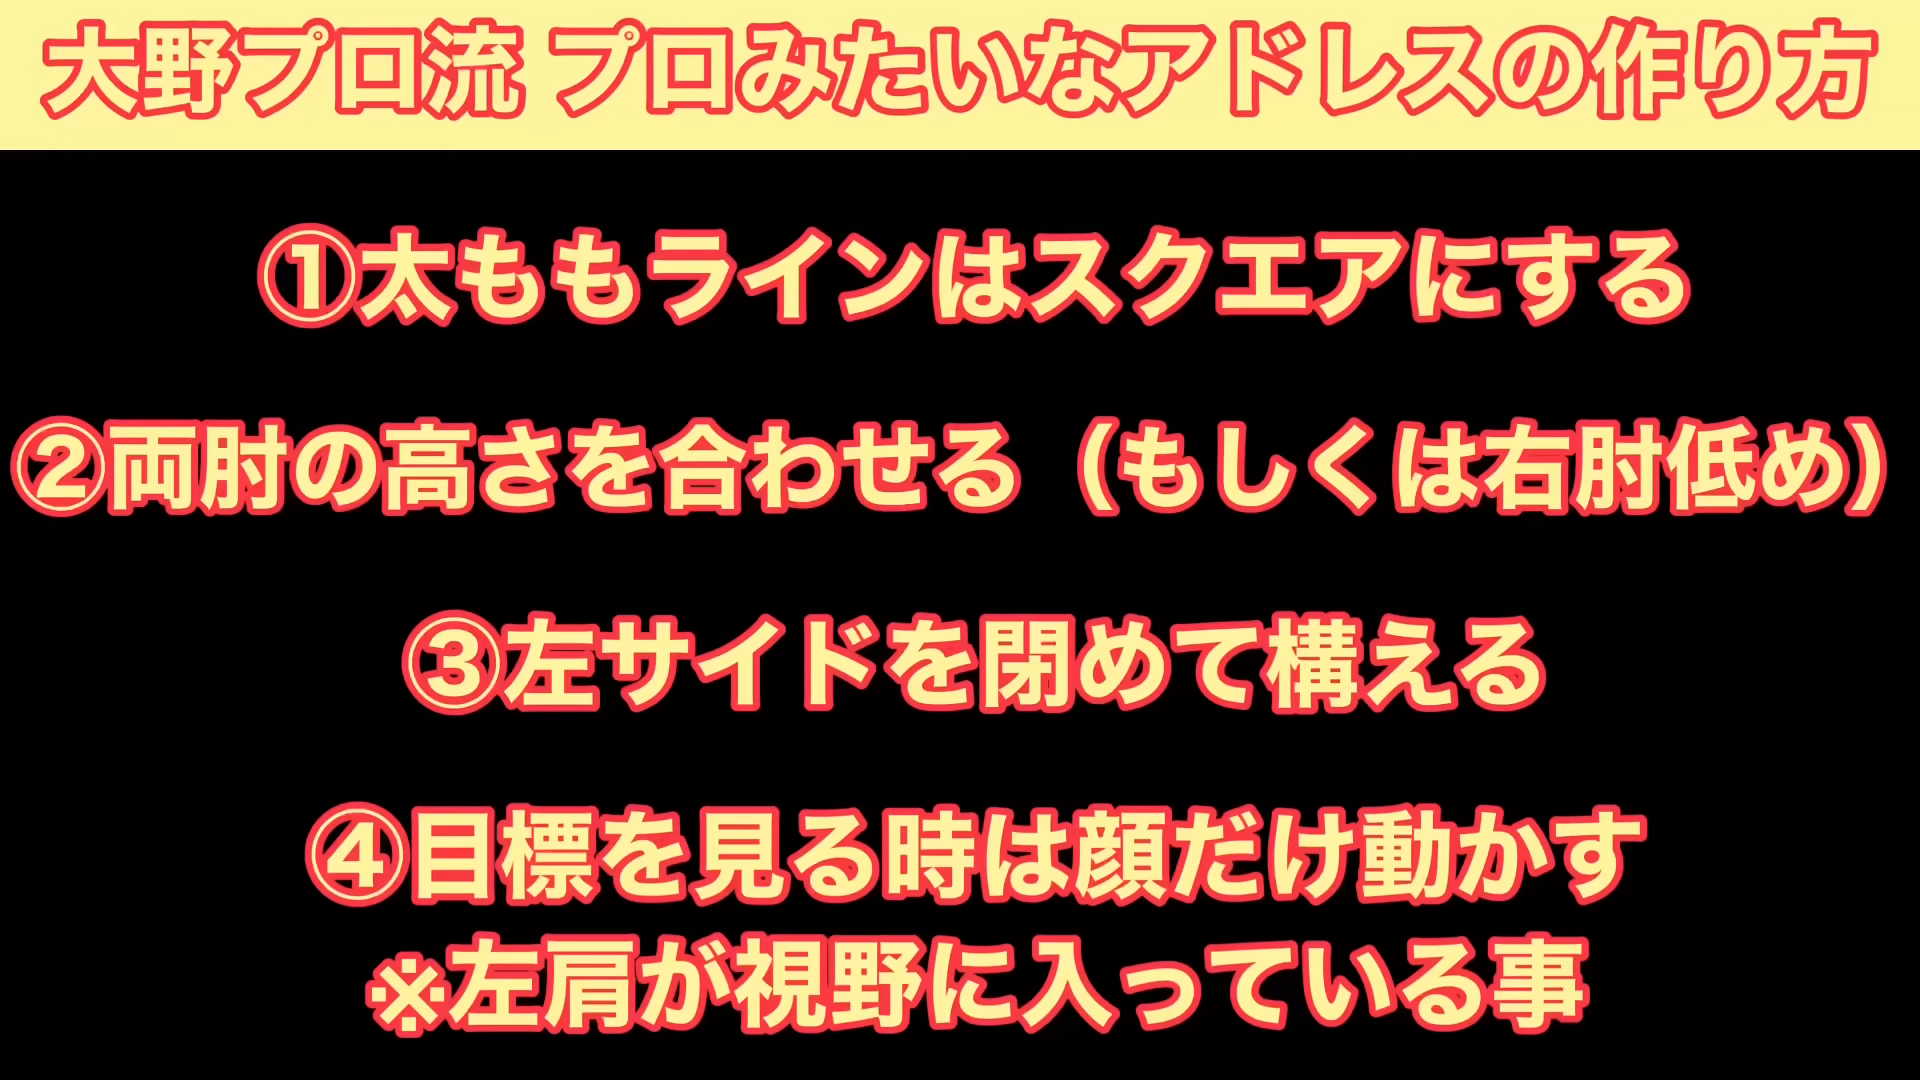 大野プロ流 プロみたいなアドレスの作り方
①太ももラインはスクエアにする
②両肘の高さを合わせる（もしくは右肘低め）
③左サイドを閉めて構える
④目標を見る時は顔だけ動かす
※左肩が視野に入っている事